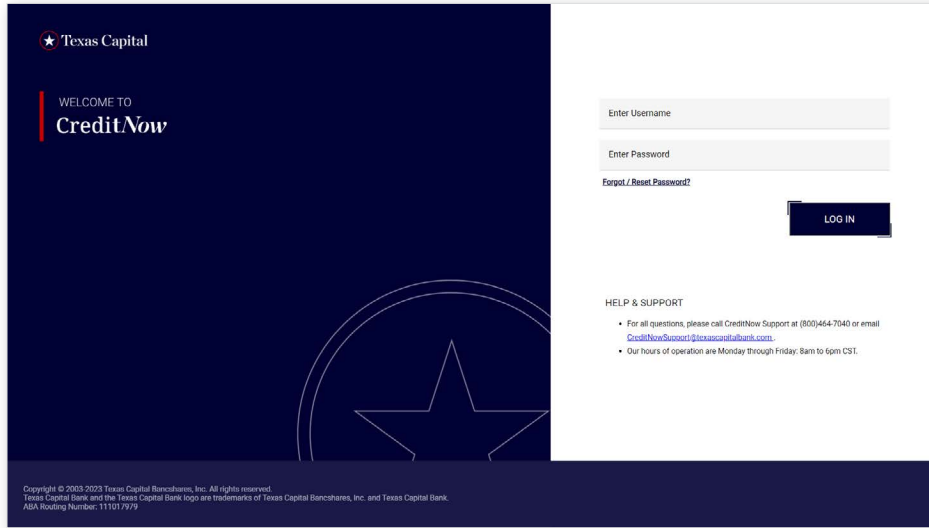 Texas Capital
WELCOME TO
CreditNow
Enter Username
Enter Password
Forgot / Reset Password?
LOG IN
HELP & SUPPORT
• For all questions, please call CreditNow Support at (800)464-7040 or email
CreditNowSupport@texascapitalbank.com .
• Our hours of operation are Monday through Friday: 8am to 6pm CST.
Copyright © 2003-2023 Texas Capital Bancshares, Inc. All rights reserved.
Texas Capital Bank and the Texas Capital Bank logo are trademarks of Texas Capital Bancshares, Inc. and Texas Capital Bank.
ABA Routing Number: 111017979